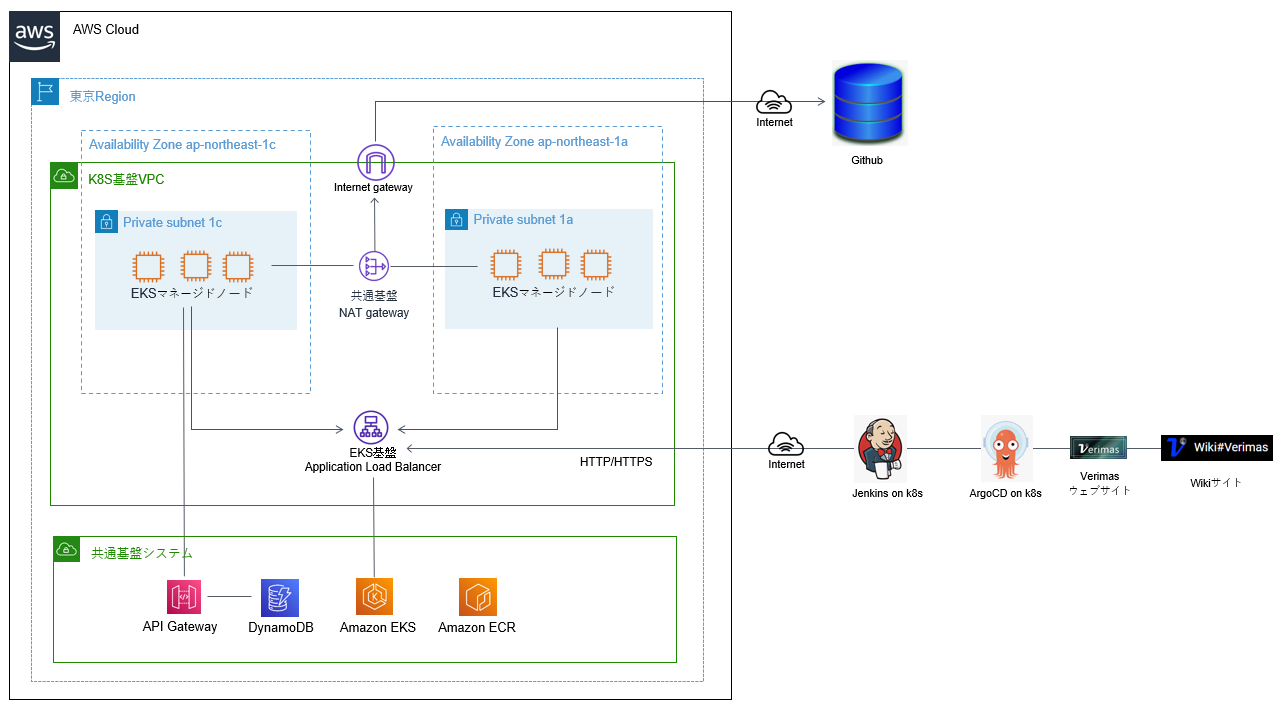 aws
AWS Cloud
東京Region
Availability Zone ap-northeast-1c
Availability Zone ap-northeast-1a
K8S基盤VPC
Internet gateway
Private subnet 1c
Private subnet 1a
EKSマネージドノード
EKSマネージドノード
共通基盤
NAT gateway
Internet
Github
EKS基盤
Application Load Balancer
HTTP/HTTPS
Internet
Jenkins on k8s
ArgoCD on k8s
Verimas
Verimas
ウェブサイト
Wiki#Verimas
Wikiサイト
共通基盤システム
API Gateway
DynamoDB
Amazon EKS
Amazon ECR